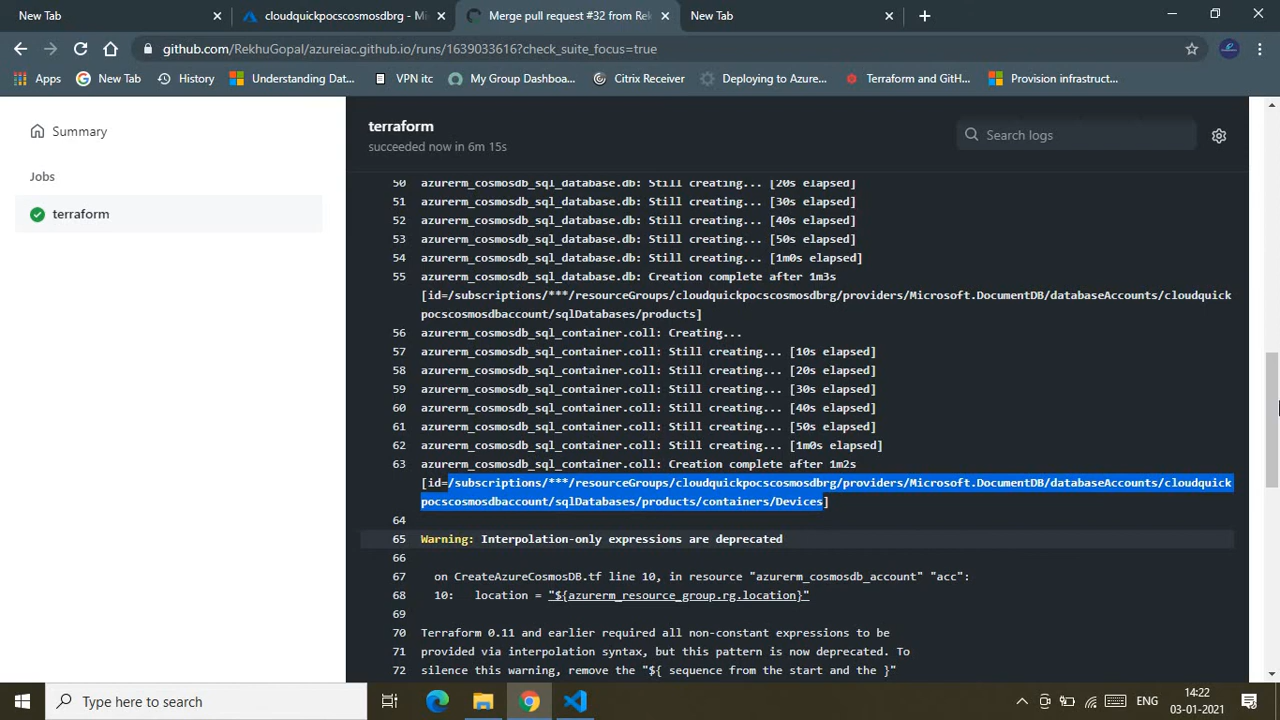 New Tab
cloudquickpocscosmosdbrg - Mi
Merge pull request #32 from Rek
New Tab
github.com/RekhuGopal/azureiac.github.io/runs/1639033616?check_suite_focus=true
Apps
New Tab
History
Understanding Dat...
VPN itc
My Group Dashboa...
Citrix Receiver
Deploying to Azure...
Terraform and GitH...
Provision infrastruct...
Summary
Jobs
terraform
terraform
succeeded now in 6m 15s
Search logs
50 azurerm_cosmosdb_sql_database.db: Still creating... [20s elapsed]
51 azurerm_cosmosdb_sql_database.db: Still creating... [30s elapsed]
52 azurerm_cosmosdb_sql_database.db: Still creating... [40s elapsed]
53 azurerm_cosmosdb_sql_database.db: Still creating... [50s elapsed]
54 azurerm_cosmosdb_sql_database.db: Still creating... [1m0s elapsed]
55 azurerm_cosmosdb_sql_database.db: Creation complete after 1m3s
[id=/subscriptions/***/resourceGroups/cloudquickpocscosmosdbrg/providers/Microsoft.DocumentDB/databaseAccounts/cloudquick
pocscosmosdbaccount/sqlDatabases/products]
56 azurerm_cosmosdb_sql_container.coll: Creating...
57 azurerm_cosmosdb_sql_container.coll: Still creating... [10s elapsed]
58 azurerm_cosmosdb_sql_container.coll: Still creating... [20s elapsed]
59 azurerm_cosmosdb_sql_container.coll: Still creating... [30s elapsed]
60 azurerm_cosmosdb_sql_container.coll: Still creating... [40s elapsed]
61 azurerm_cosmosdb_sql_container.coll: Still creating... [50s elapsed]
62 azurerm_cosmosdb_sql_container.coll: Still creating... [1m0s elapsed]
63 azurerm_cosmosdb_sql_container.coll: Creation complete after 1m2s
[id=/subscriptions/***/resourceGroups/cloudquickpocscosmosdbrg/providers/Microsoft.DocumentDB/databaseAccounts/cloudquick
pocscosmosdbaccount/sqlDatabases/products/containers/Devices]
64
65 Warning: Interpolation-only expressions are deprecated
66
67 on CreateAzureCosmosDB.tf line 10, in resource "azurerm_cosmosdb_account" "acc":
68 10: location = "${azurerm_resource_group.rg.location}"
69
70 Terraform 0.11 and earlier required all non-constant expressions to be
71 provided via interpolation syntax, but this pattern is now deprecated. To
72 silence this warning, remove the "${ sequence from the start and the }"
Type here to search
ENG
14:22
03-01-2021